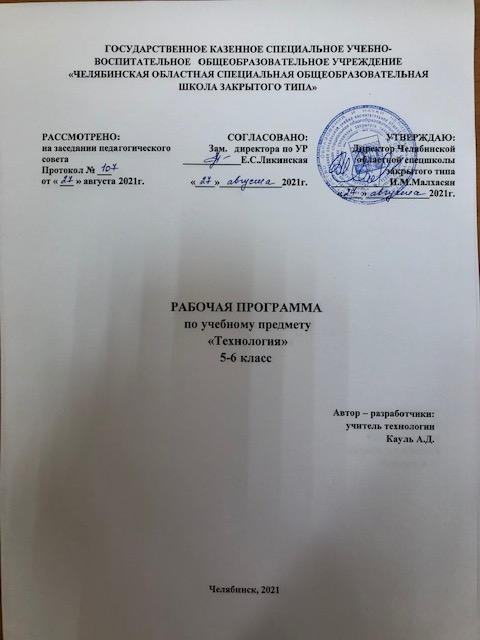 ГОСУДАРСТВЕННОЕ КАЗЕННОЕ СПЕЦИАЛЬНОЕ УЧЕБНО-
ВОСПИТАТЕЛЬНОЕ ОБЩЕОБРАЗОВАТЕЛЬНОЕ УЧРЕЖДЕНИЕ
«ЧЕЛЯБИНСКАЯ ОБЛАСТНАЯ СПЕЦИАЛЬНАЯ ОБЩЕОБРАЗОВАТЕЛЬНАЯ
ШКОЛА ЗАКРЫТОГО ТИПА»
РАССМОТРЕНО:
на заседании педагогического
совета
Протокол № 107
от « 27 » августа 2021г.
СОГЛАСОВАНО:
Зам. директора по УР
Е.С.Ликинская
« 27 » августа 2021г.
УТВЕРЖДАЮ:
Директор Челябинской
областной спецшколы
закрытого типа
И.М.Малхасян
« 27 » августа 2021г.
РАБОЧАЯ ПРОГРАММА
по учебному предмету
«Технология»
5-6 класс
Автор – разработчики:
учитель технологии
Кауль А.Д.
Челябинск, 2021